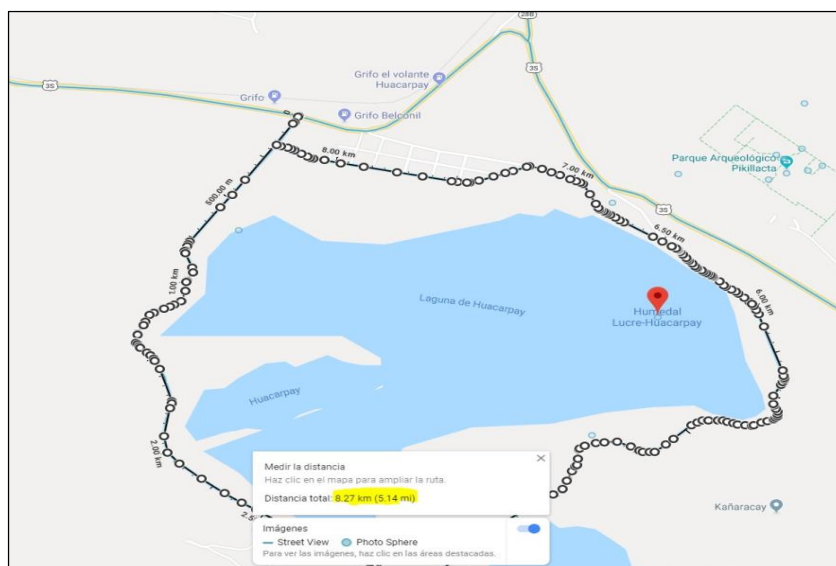 28B
3S
Grifo el volante
Huacarpay
3S
Grifo
Grifo Belconil
0
8.00 km
7.00 km
Parque Arqueológico
Pikillacta
500.00 m
3S
6.50 km
1.00 km
6.00 km
Laguna de Huacarpay
Humedal
Lucre-Huacarpay
Huacarpay
2.00 km
Medir la distancia
Haz clic en el mapa para ampliar la ruta.
Distancia total: 8.27 km (5.14 mi)
Kañaracay
Imágenes
Street View Photo Sphere
Para ver las imágenes, haz clic en las áreas destacadas.